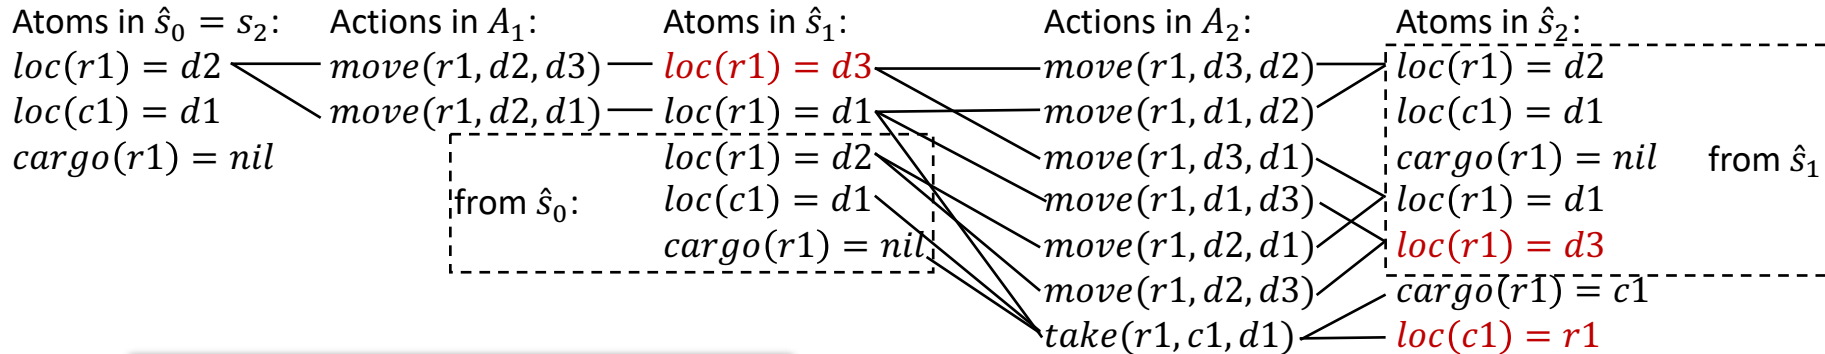 Atoms in ŝ₀ = s₂: Actions in A₁: Atoms in ŝ₁: Actions in A₂: Atoms in ŝ₂:
loc(r1) = d2 move(r1, d2, d3) loc(r1) = d3 move(r1, d3, d2) loc(r1) = d2
loc(c1) = d1 move(r1, d2, d1) loc(r1) = d1 move(r1, d1, d2) loc(c1) = d1
cargo(r1) = nil loc(r1) = d2 move(r1, d3, d1) cargo(r1) = nil from ŝ₁
from ŝ₀: loc(c1) = d1 move(r1, d1, d3) loc(r1) = d1
cargo(r1) = nil move(r1, d2, d1) loc(r1) = d3
move(r1, d2, d3) cargo(r1) = c1
take(r1, c1, d1) loc(c1) = r1